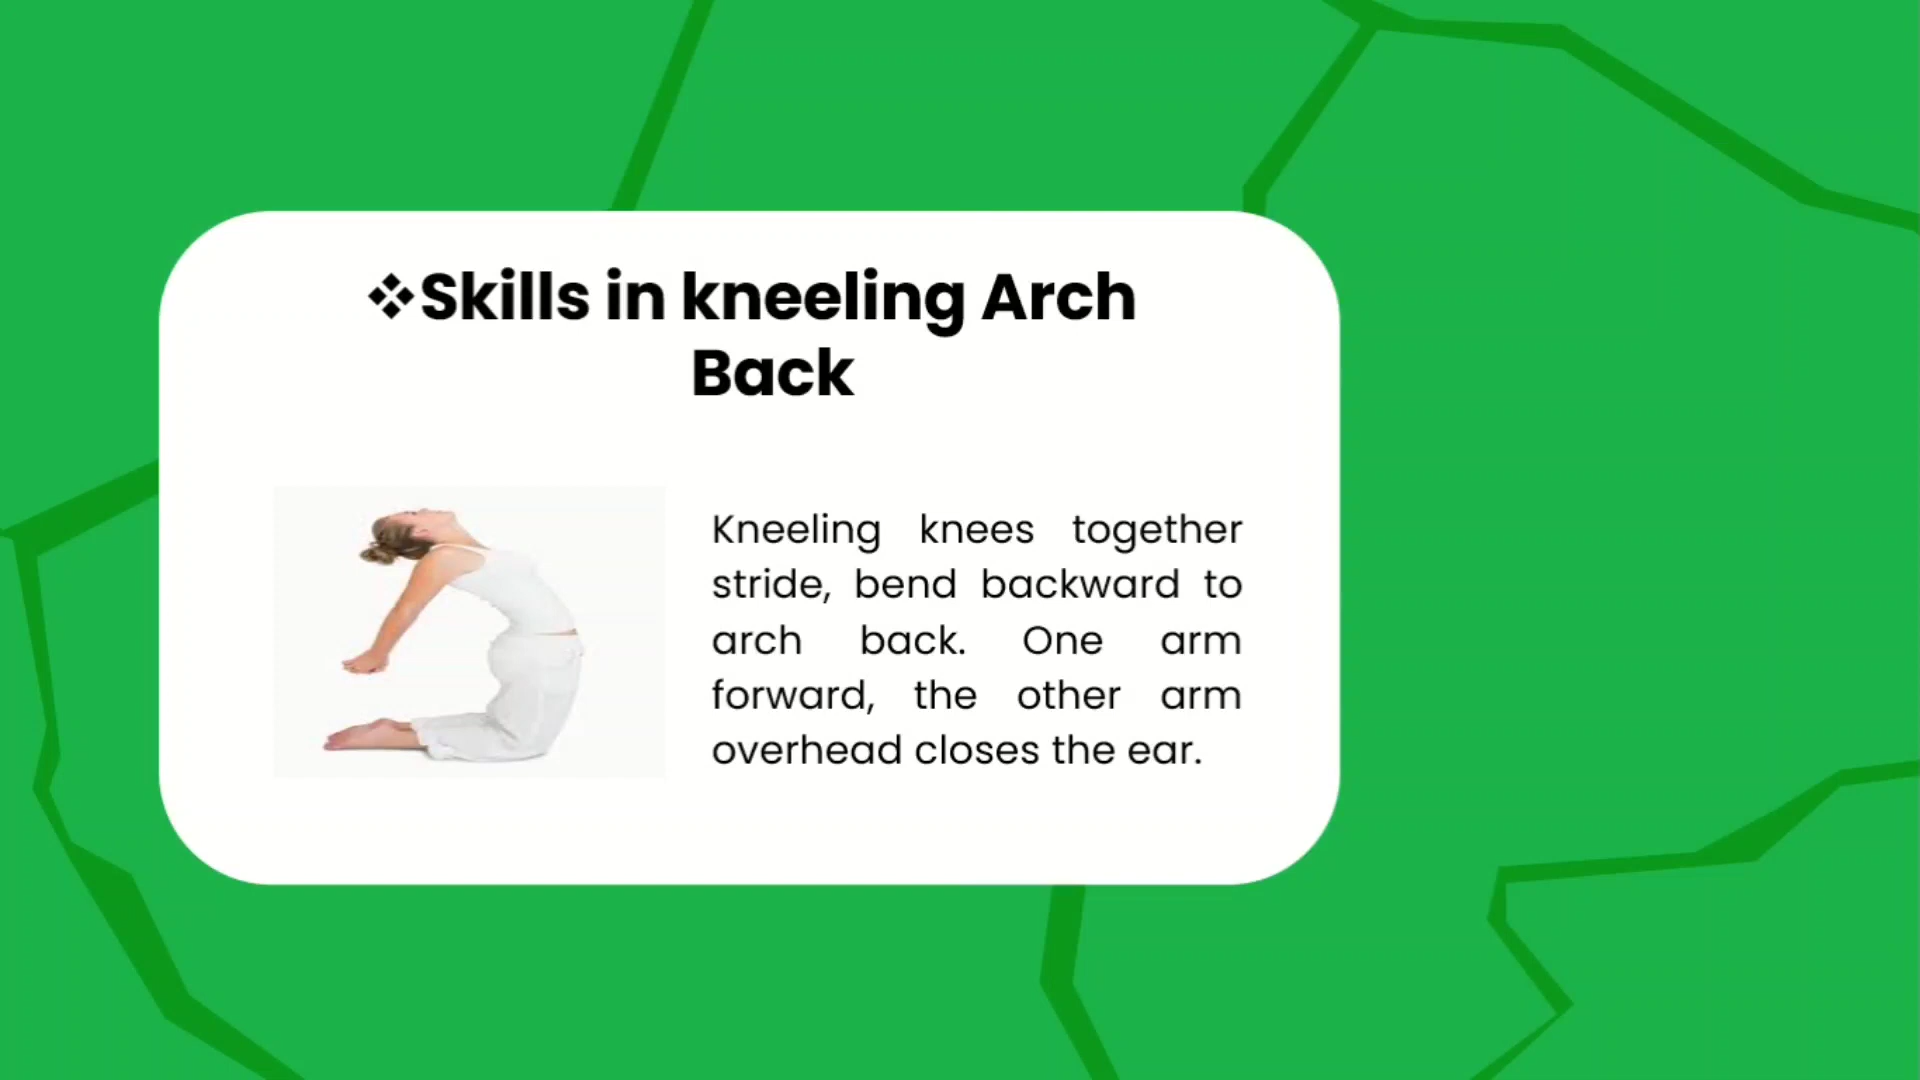 ❖Skills in kneeling Arch
Back
Kneeling knees together
stride, bend backward to
arch back. One arm
forward, the other arm
overhead closes the ear.